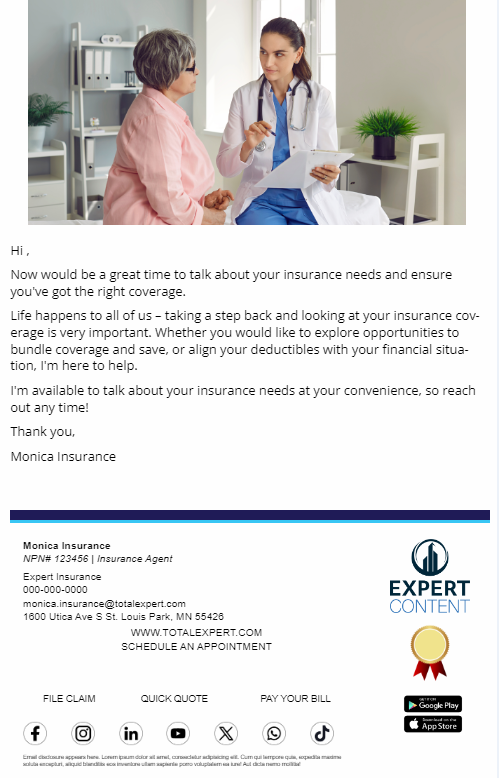 Hi ,
Now would be a great time to talk about your insurance needs and ensure
you've got the right coverage.
Life happens to all of us – taking a step back and looking at your insurance cov-
erage is very important. Whether you would like to explore opportunities to
bundle coverage and save, or align your deductibles with your financial situa-
tion, I'm here to help.
I'm available to talk about your insurance needs at your convenience, so reach
out any time!
Thank you,
Monica Insurance
Monica Insurance
NPN# 123456 | Insurance Agent
Expert Insurance
000-000-0000
monica.insurance@totalexpert.com
1600 Utica Ave S St. Louis Park, MN 55426
WWW.TOTALEXPERT.COM
SCHEDULE AN APPOINTMENT
EXPERT
CONTENT
FILE CLAIM QUICK QUOTE PAY YOUR BILL
GET IT ON
Google Play
Download on the
App Store
Email disclosure appears here. Lorem ipsum dolor sit amet, consectetur adipisicing elit. Cum qui tempore quia, expedita maxime
soluta excepturi, aliquid blanditiis eos inventore ullam sapiente porro voluptatem ea iure! Aut dicta nemo mollitia!